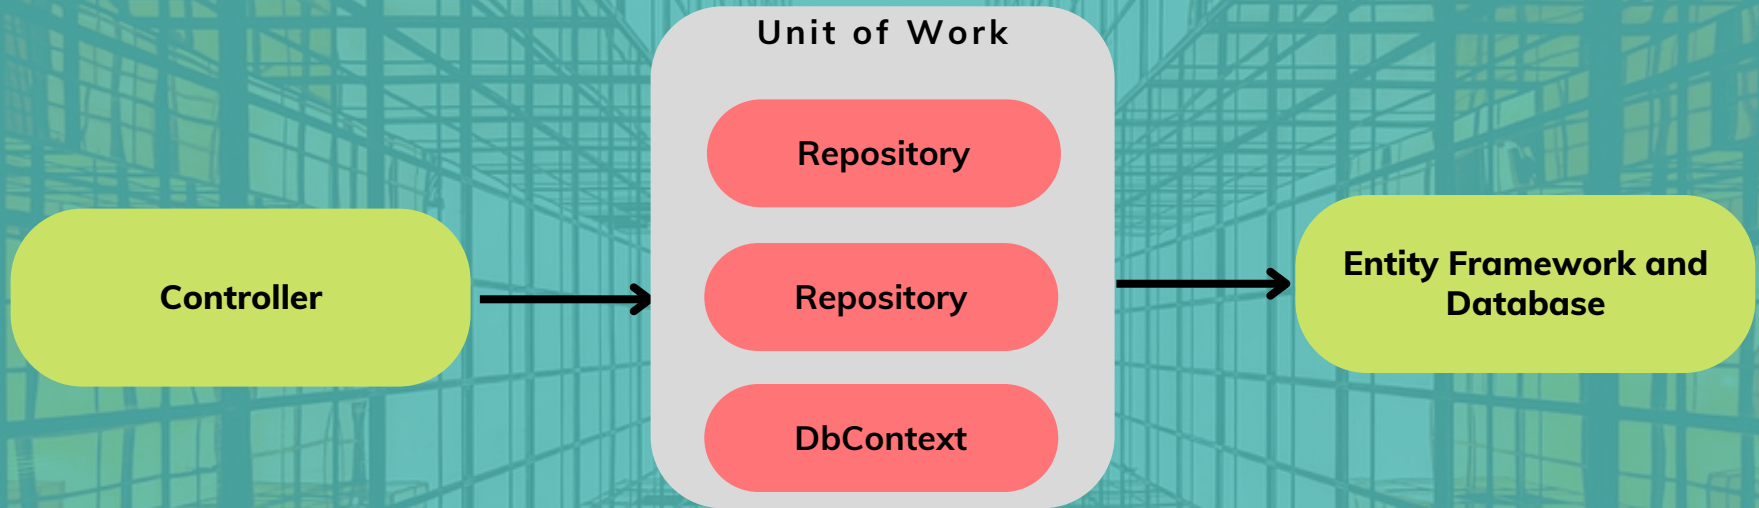 Unit of Work
Repository
Controller
Repository
Entity Framework and
Database
DbContext